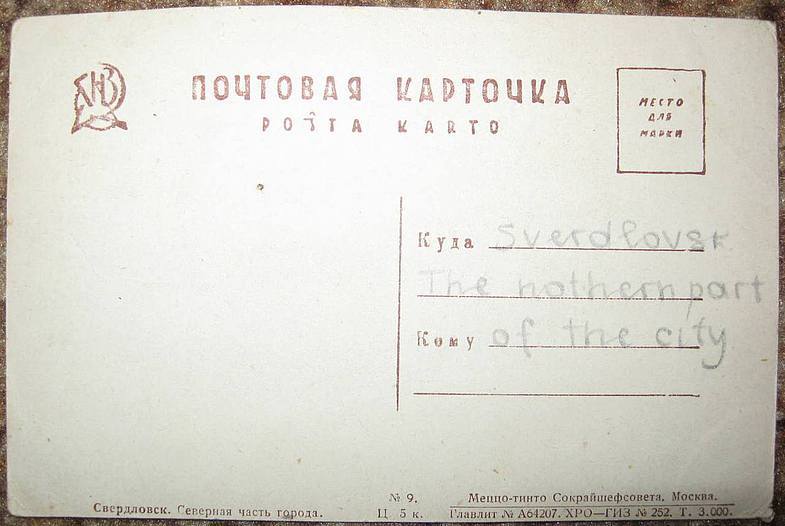 ПОЧТОВАЯ КАРТОЧКА
POŜTA KARTO
МЕСТО
ДЛЯ
МАРКИ
Куда Sverdlovsk
The nothern part
Кому of the city
№ 9.
Свердловск. Северная часть города.
Ц 5 к.
Меццо-тинто Сокрайшефсовета. Москва.
Главлит № А64207. ХРО—ГИЗ № 252. Т. 3.000.